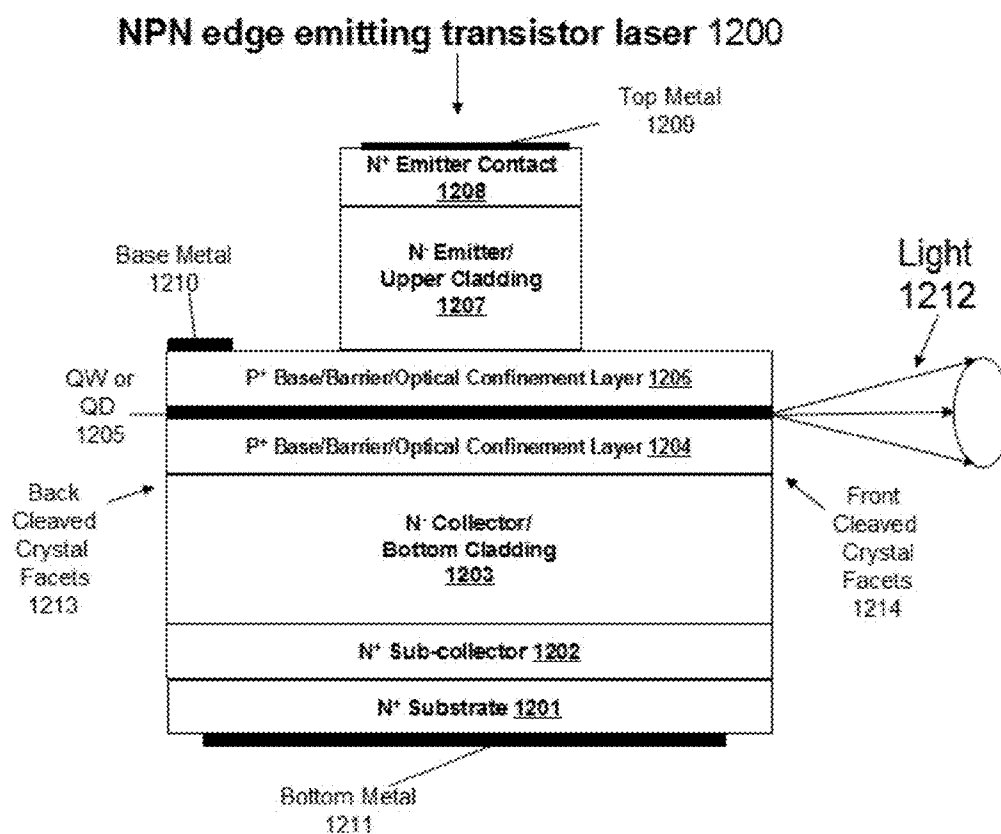 NPN edge emitting transistor laser 1200
Top Metal
1209
N⁺ Emitter Contact
1208
Base Metal
1210
N⁻ Emitter/
Upper Cladding
1207
Light
1212
QW or
QD
1205
P⁺ Base/Barrier/Optical Confinement Layer 1206
P⁺ Base/Barrier/Optical Confinement Layer 1204
Back
Cleaved
Crystal
Facets
1213
N⁻ Collector/
Bottom Cladding
1203
Front
Cleaved
Crystal
Facets
1214
N⁺ Sub-collector 1202
N⁺ Substrate 1201
Bottom Metal
1211